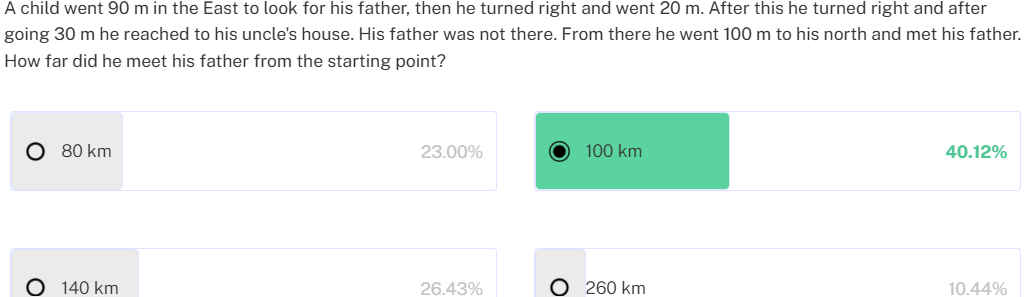 A child went 90 m in the East to look for his father, then he turned right and went 20 m. After this he turned right and after
going 30 m he reached to his uncle's house. His father was not there. From there he went 100 m to his north and met his father.
How far did he meet his father from the starting point?
80 km 23.00% 100 km 40.12%
140 km 26.43% 260 km 10.44%